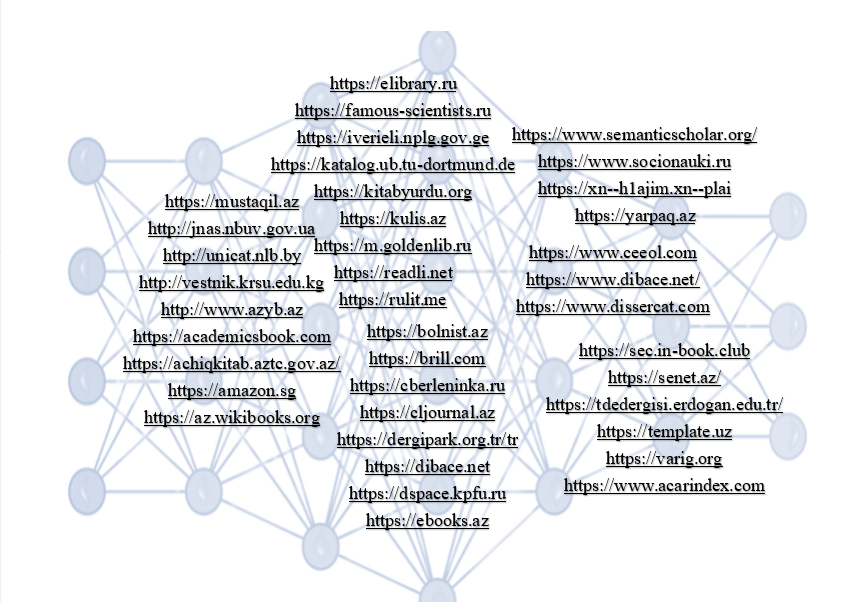 https://mustaqil.az
http://jnas.nbuv.gov.ua
http://unicat.nlb.by
http://vestnik.krsu.edu.kg
http://www.azyb.az
https://academicsbook.com
https://achiqkitab.aztc.gov.az/
https://amazon.sg
https://az.wikibooks.org
https://elibrary.ru
https://famous-scientists.ru
https://iverieli.nplg.gov.ge
https://katalog.ub.tu-dortmund.de
https://kitabyurdu.org
https://kulis.az
https://m.goldenlib.ru
https://readli.net
https://rulit.me
https://bolnist.az
https://brill.com
https://cberleninka.ru
https://cljournal.az
https://dergipark.org.tr/tr
https://dibace.net
https://dspace.kpfu.ru
https://ebooks.az
https://www.semanticscholar.org/
https://www.socionauki.ru
https://xn--h1ajim.xn--plai
https://yarpaq.az
https://www.ceeol.com
https://www.dibace.net/
https://www.dissercat.com
https://sec.in-book.club
https://senet.az/
https://tdedergisi.erdogan.edu.tr/
https://template.uz
https://varig.org
https://www.acarindex.com